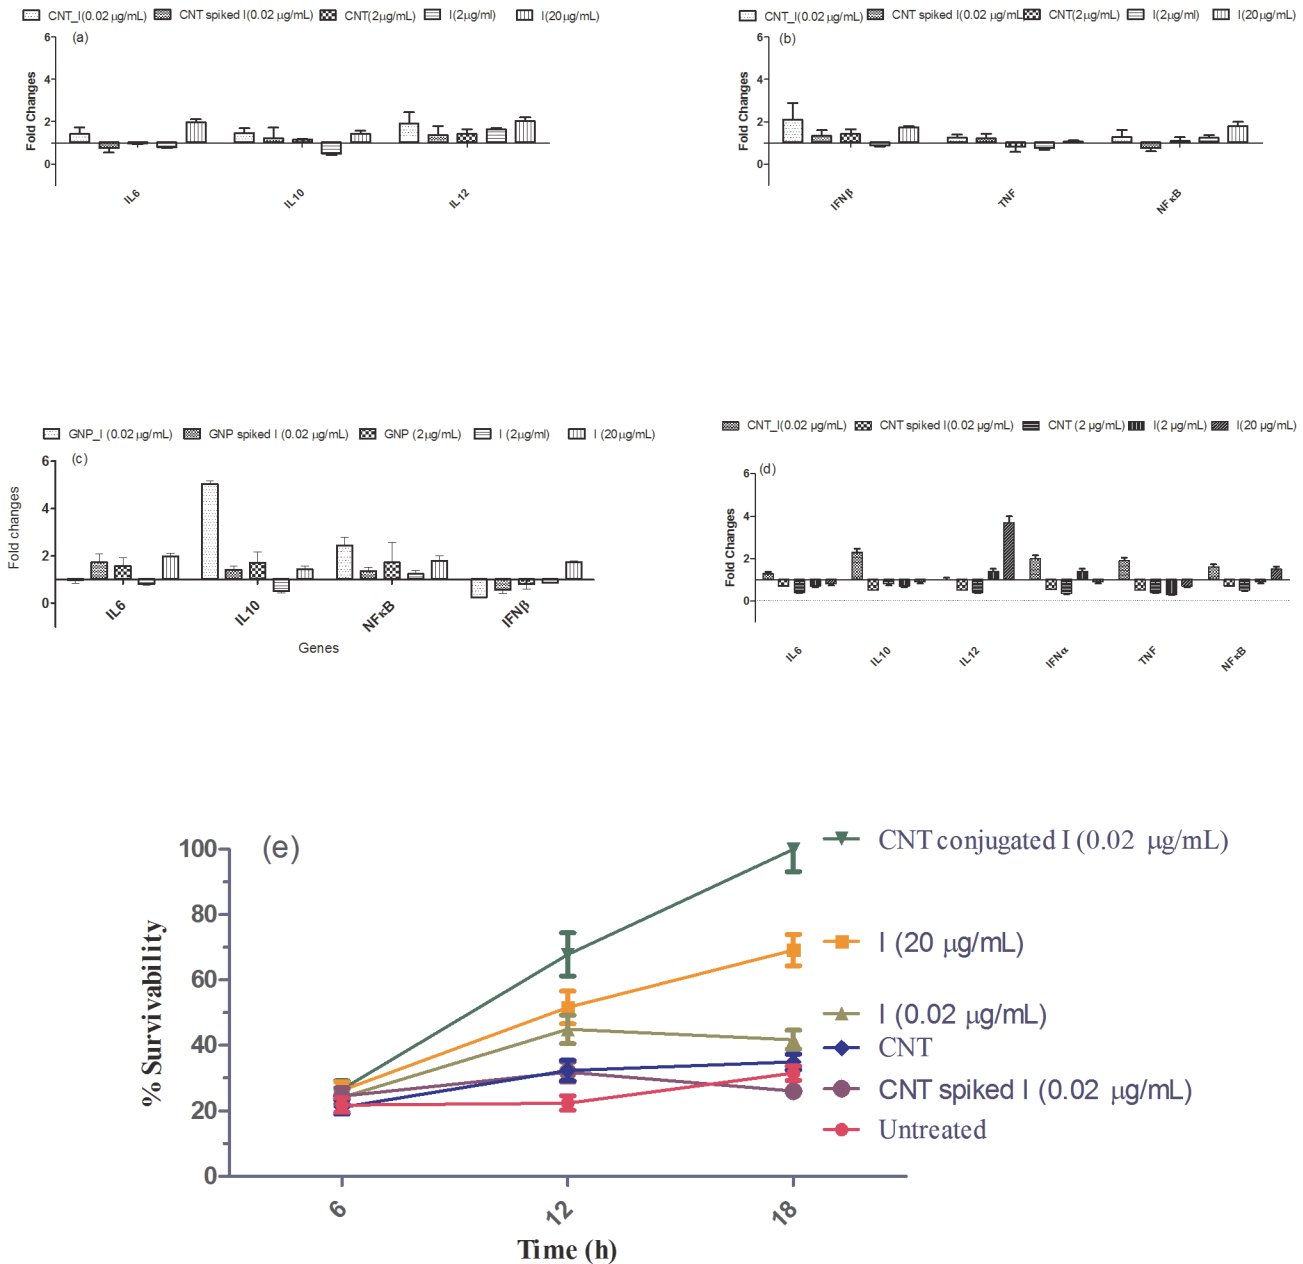 CNT_I(0.02 µg/mL) CNT spiked I(0.02 µg/mL) CNT(2µg/mL) I(2µg/ml) I(20µg/mL)
(a)
Fold Changes
6
4
2
0
IL6 IL10 IL12
CNT_I(0.02 µg/mL) CNT spiked I(0.02 µg/mL) CNT(2µg/mL) I(2µg/ml) I(20µg/mL)
(b)
Fold Changes
6
4
2
0
IFNβ TNF NFκB
GNP_I (0.02 µg/mL) GNP spiked I (0.02 µg/mL) GNP (2µg/mL) I (2µg/ml) I (20µg/mL)
(c)
Fold changes
6
4
2
0
IL6 IL10 NFκB IFNβ
Genes
CNT_I(0.02 µg/mL) CNT spiked I(0.02 µg/mL) CNT (2 µg/mL) I(2 µg/mL) I(20 µg/mL)
(d)
Fold Changes
6
4
2
0
IL6 IL10 IL12 IFNα TNF NFκB
(e)
% Survivability
100
80
60
40
20
0
6 12 18
Time (h)
CNT conjugated I (0.02 µg/mL)
I (20 µg/mL)
I (0.02 µg/mL)
CNT
CNT spiked I (0.02 µg/mL)
Untreated